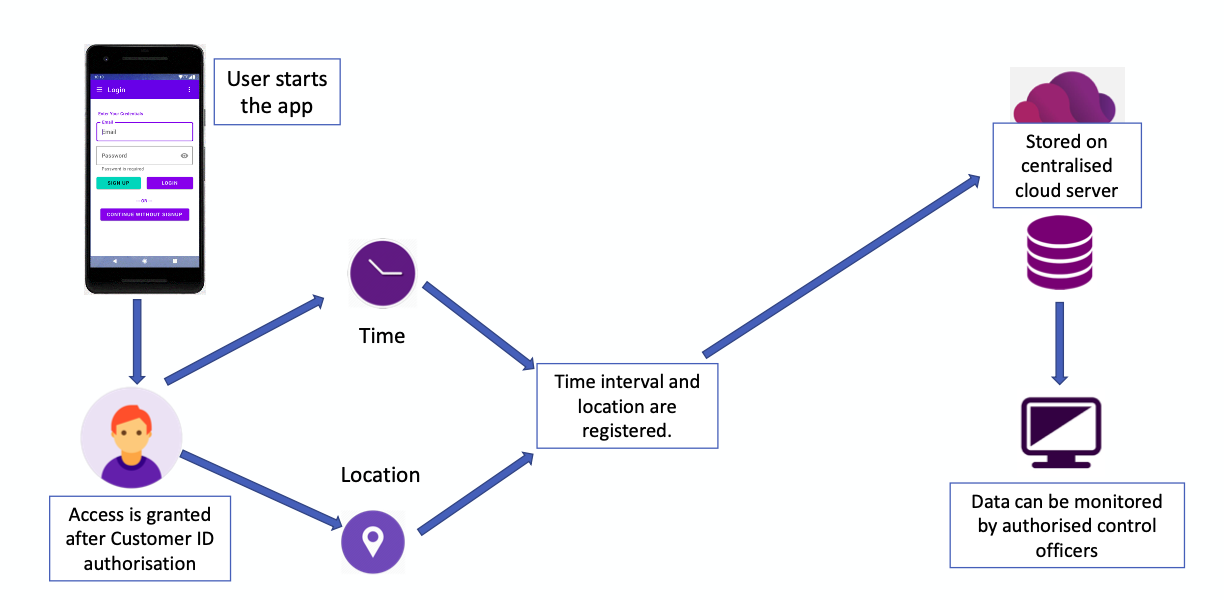 User starts
the app
Login
Enter Your Credentials
Email
Email
Password
Password is required
SIGN UP
LOGIN
-- OR --
CONTINUE WITHOUT SIGNUP
Time
Location
Access is granted
after Customer ID
authorisation
Time interval and
location are
registered.
Stored on
centralised
cloud server
Data can be monitored
by authorised control
officers